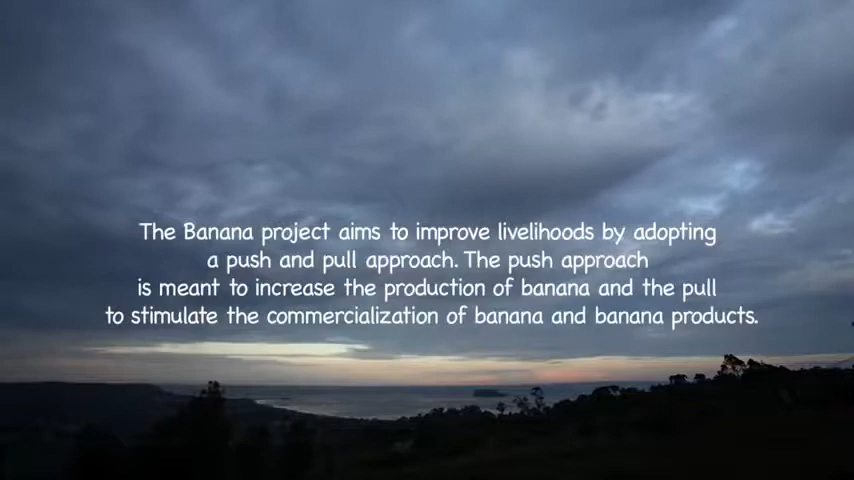 The Banana project aims to improve livelihoods by adopting
a push and pull approach. The push approach
is meant to increase the production of banana and the pull
to stimulate the commercialization of banana and banana products.